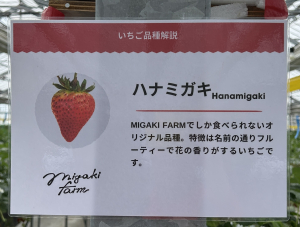 いちご品種解説
ハナミガキ Hanamigaki
MIGAKI FARMでしか食べられない
オリジナル品種。特徴は名前の通りフル
ーティーで花の香りがするいちごで
す。
Migaki
Farm